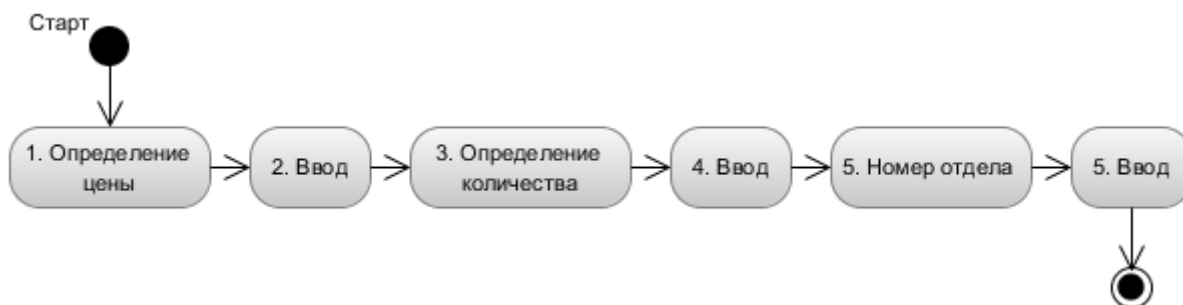 Старт
1. Определение
цены
2. Ввод
3. Определение
количества
4. Ввод
5. Номер отдела
5. Ввод